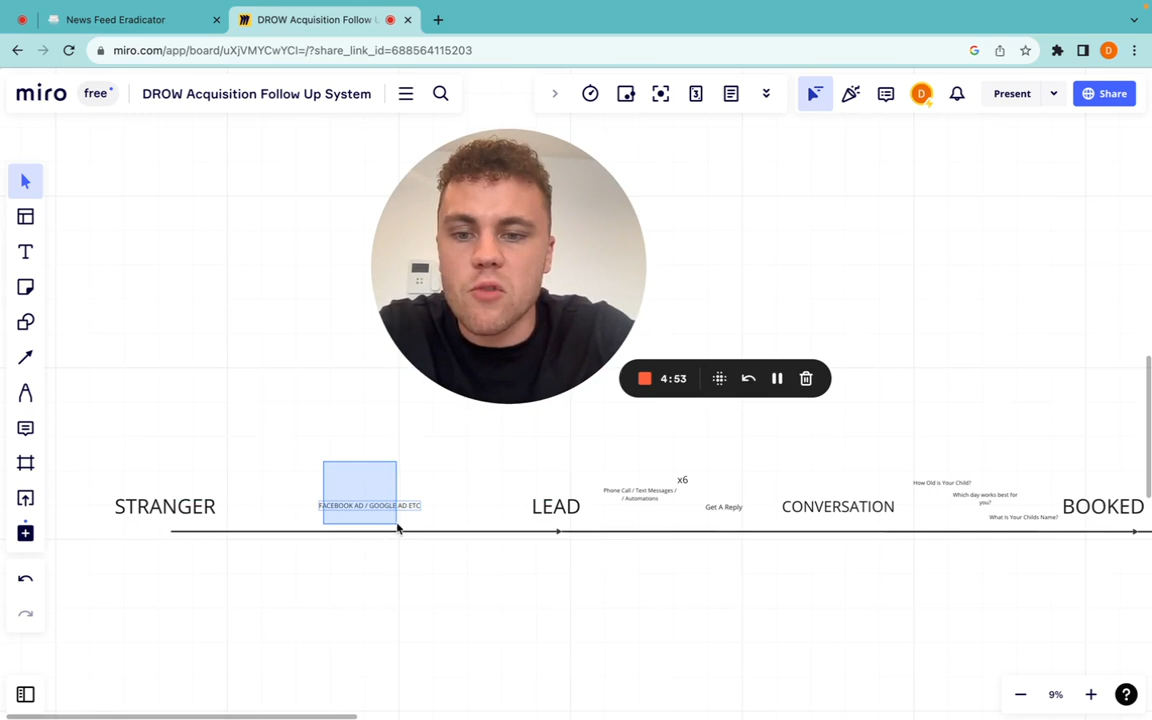 News Feed Eradicator
DROW Acquisition Follow U
miro.com/app/board/uXjVMYCwYCI=/?share_link_id=688564115203
G
D
miro
free
DROW Acquisition Follow Up System
3
D
Present
Share
T
4:53
STRANGER
FACEBOOK AD / GOOGLE AD ETC
LEAD
Phone Call / Text Messages /
/ Automations
x6
Get A Reply
CONVERSATION
How Old is Your Child?
Which day works best for
you?
What Is Your Childs Name?
BOOKED
9%